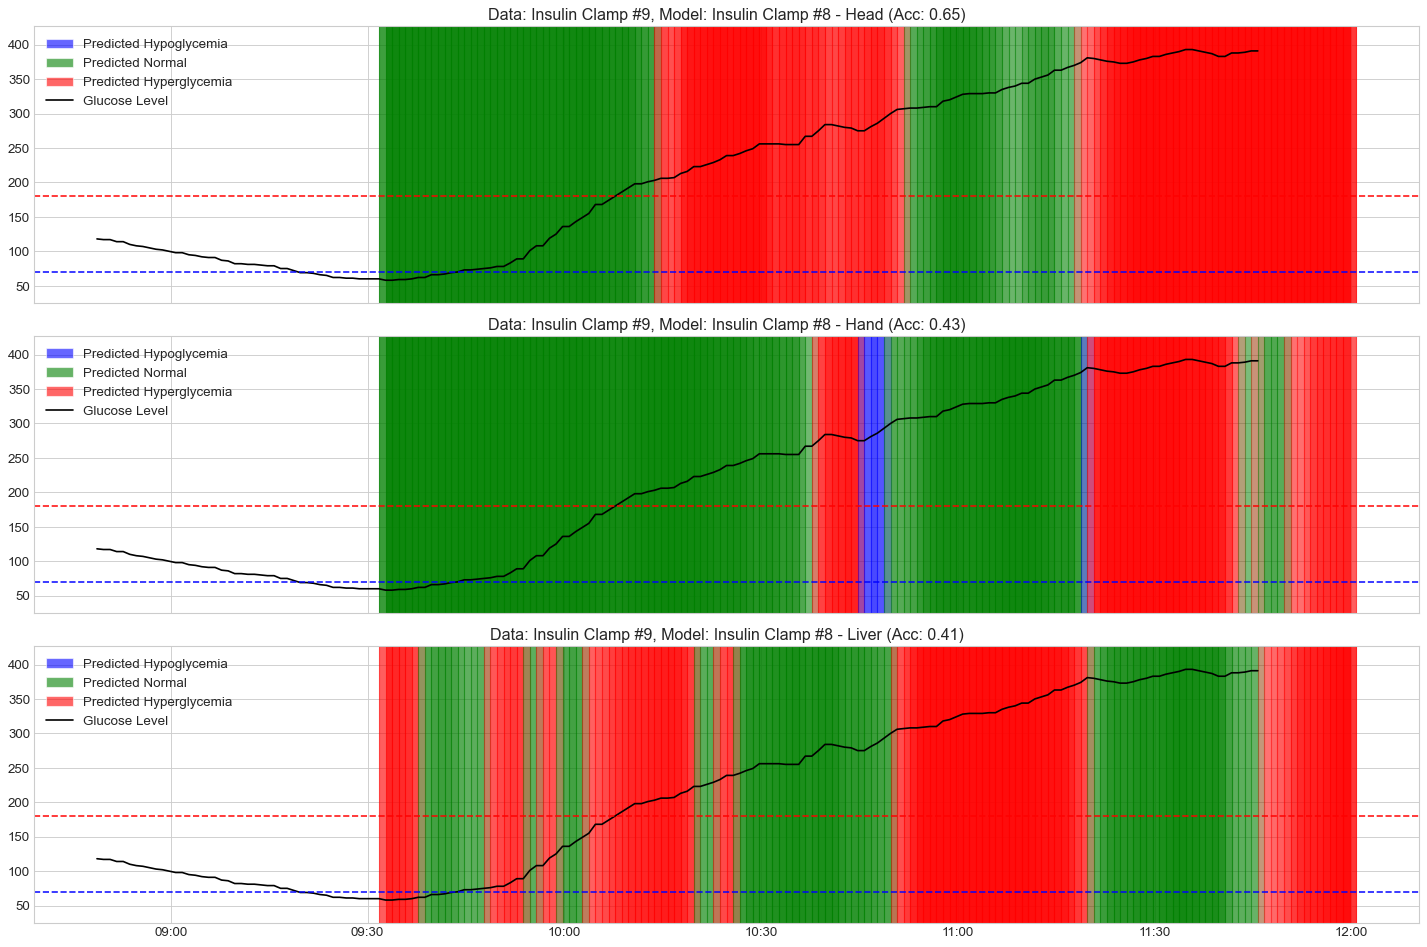 Data: Insulin Clamp #9, Model: Insulin Clamp #8 - Head (Acc: 0.65)
400
350
300
250
200
150
100
50
Predicted Hypoglycemia
Predicted Normal
Predicted Hyperglycemia
Glucose Level
Data: Insulin Clamp #9, Model: Insulin Clamp #8 - Hand (Acc: 0.43)
400
350
300
250
200
150
100
50
Predicted Hypoglycemia
Predicted Normal
Predicted Hyperglycemia
Glucose Level
Data: Insulin Clamp #9, Model: Insulin Clamp #8 - Liver (Acc: 0.41)
400
350
300
250
200
150
100
50
Predicted Hypoglycemia
Predicted Normal
Predicted Hyperglycemia
Glucose Level
09:00 09:30 10:00 10:30 11:00 11:30 12:00